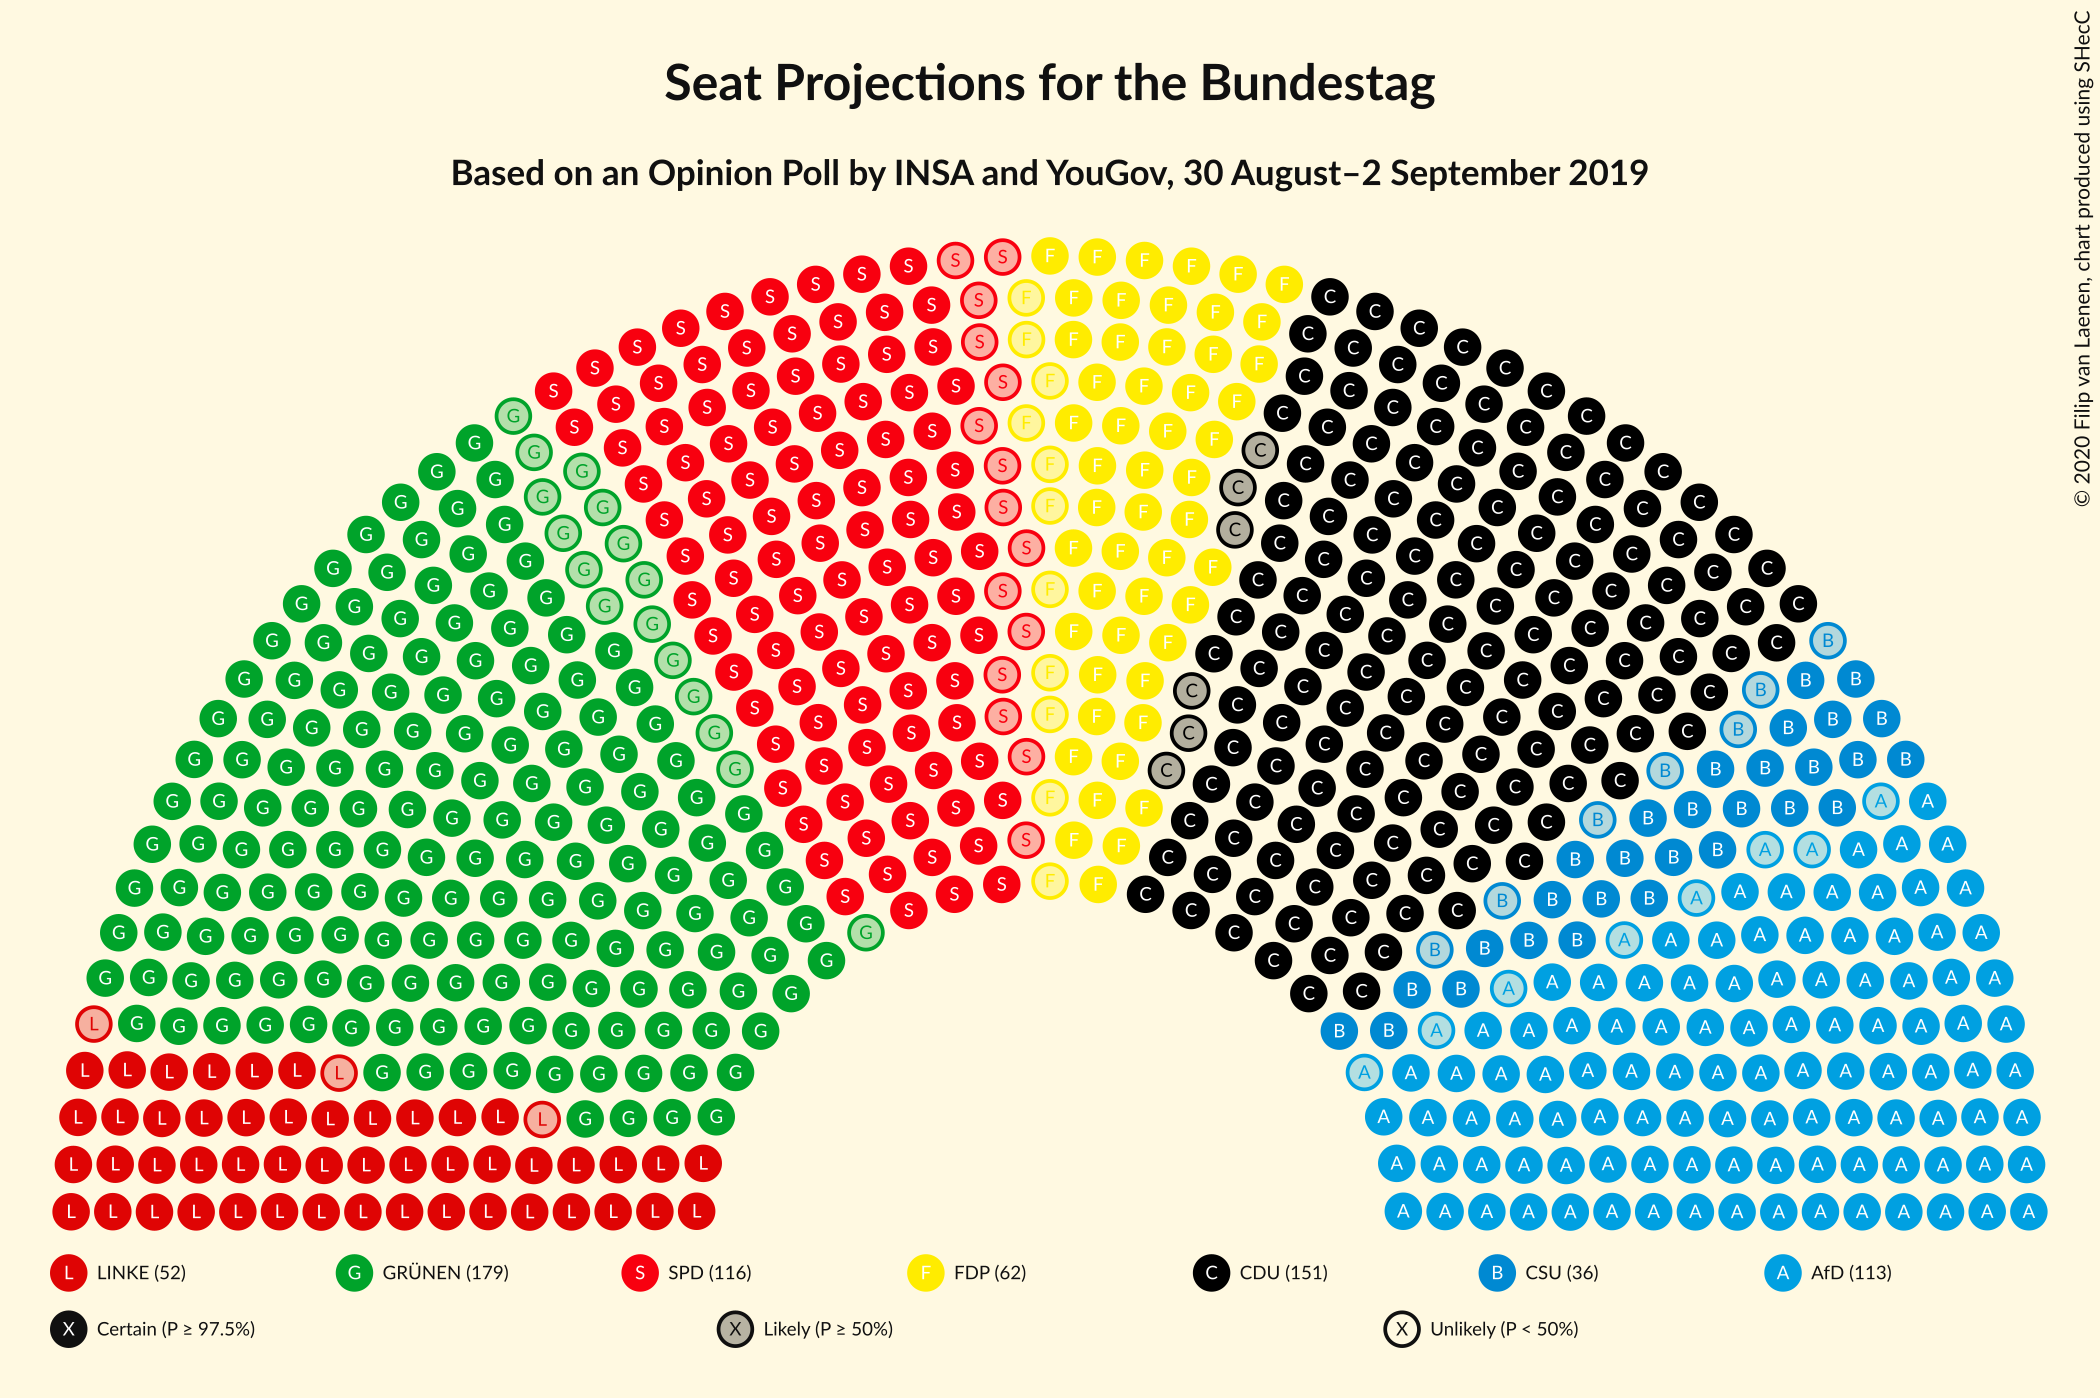 Seat Projections for the Bundestag
Based on an Opinion Poll by INSA and YouGov, 30 August–2 September 2019
© 2020 Filip van Laenen, chart produced using SHecC
L LINKE (52) G GRÜNEN (179) S SPD (116) F FDP (62) C CDU (151) B CSU (36) A AfD (113)
X Certain (P ≥ 97.5%) X Likely (P ≥ 50%) X Unlikely (P < 50%)